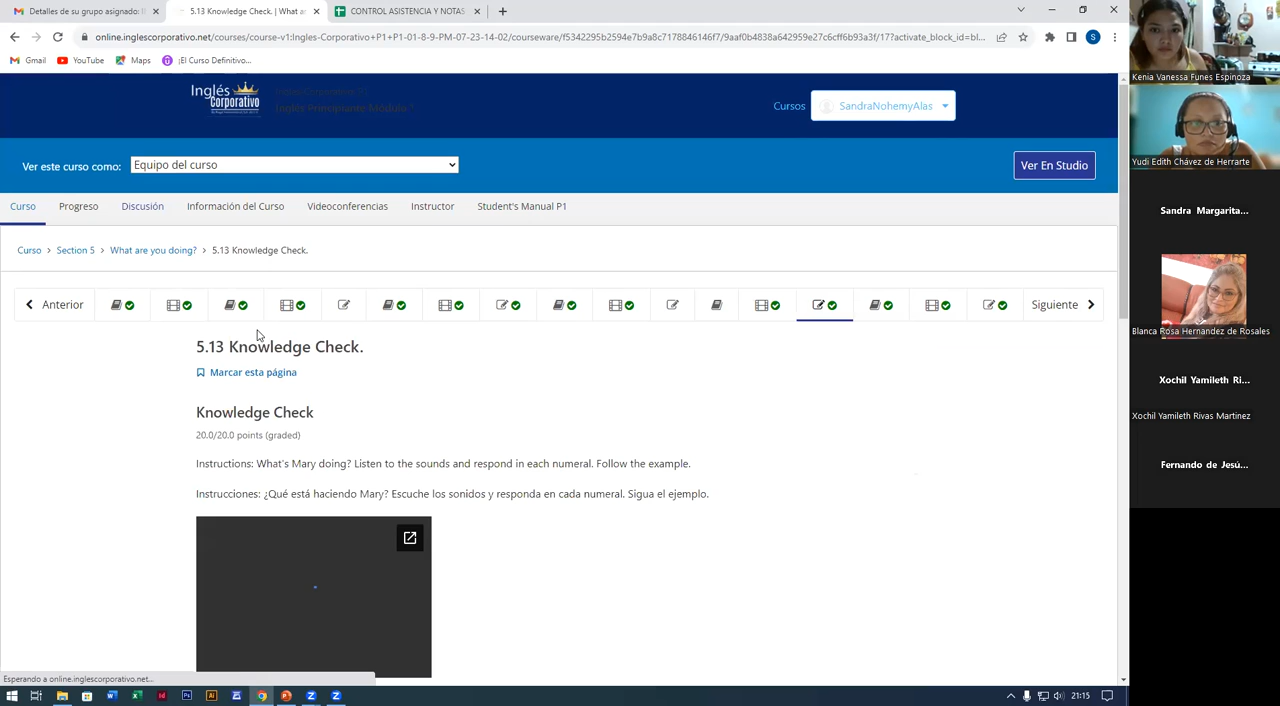 Detalles de su grupo asignado: I
5.13 Knowledge Check. | What a
CONTROL ASISTENCIA Y NOTAS
online.inglescorporativo.net/courses/course-v1:Ingles-Corporativo+P1+P1-01-8-9-PM-07-23-14-02/courseware/f5342295b2594e7b9a8c7178846146f7/9aaf0b4838a642959e27c6cff6b93a3f/17?activate_block_id=bl...
S
Gmail
YouTube
Maps
¡El Curso Definitivo...
Inglés
Corporativo
Cursos
SandraNohemyAlas
Ver este curso como:
Equipo del curso
Ver En Studio
Curso
Progreso
Discusión
Información del Curso
Videoconferencias
Instructor
Student's Manual P1
Curso > Section 5 > What are you doing? > 5.13 Knowledge Check.
Anterior
Siguiente
5.13 Knowledge Check.
Marcar esta página
Knowledge Check
20.0/20.0 points (graded)
Instructions: What's Mary doing? Listen to the sounds and respond in each numeral. Follow the example.
Instrucciones: ¿Qué está haciendo Mary? Escuche los sonidos y responda en cada numeral. Sigua el ejemplo.
Esperando a online.inglescorporativo.net...
21:15
Kenia Vanessa Funes Espinoza
Yudi Edith Chávez de Herrarte
Sandra Margarita...
Blanca Rosa Hernandez de Rosales
Xochil Yamileth Ri...
Xochil Yamileth Rivas Martinez
Fernando de Jesú...